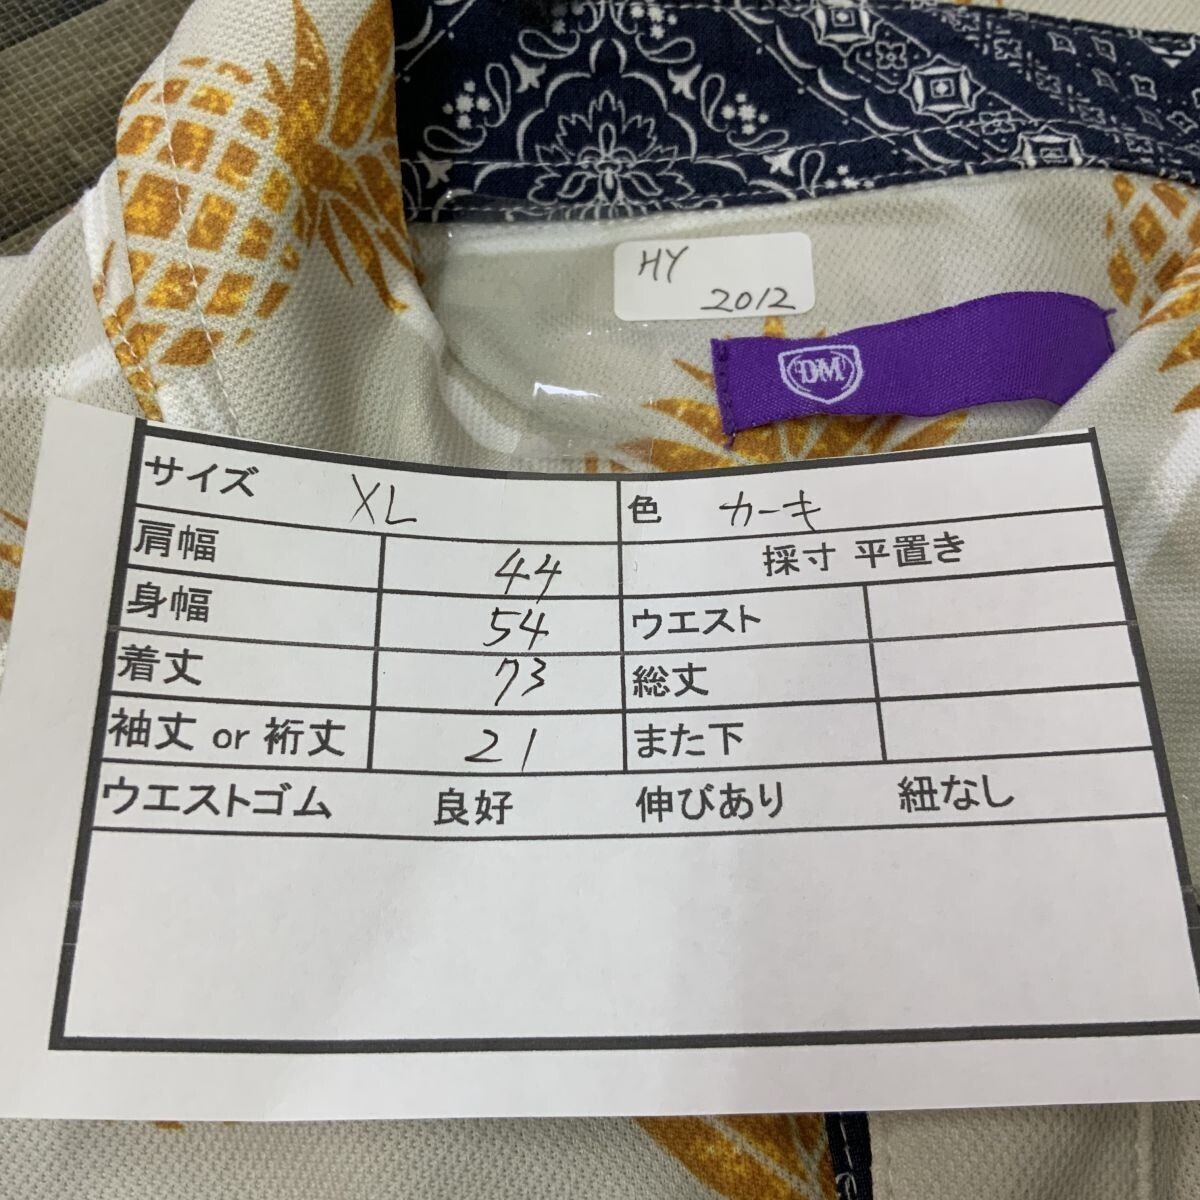 HY
2012
DM
サイズ XL 色 カーキ
肩幅 44 採寸 平置き
身幅 54 ウエスト
着丈 73 総丈
袖丈 or 裄丈 21 また下
ウエストゴム 良好 伸びあり 紐なし